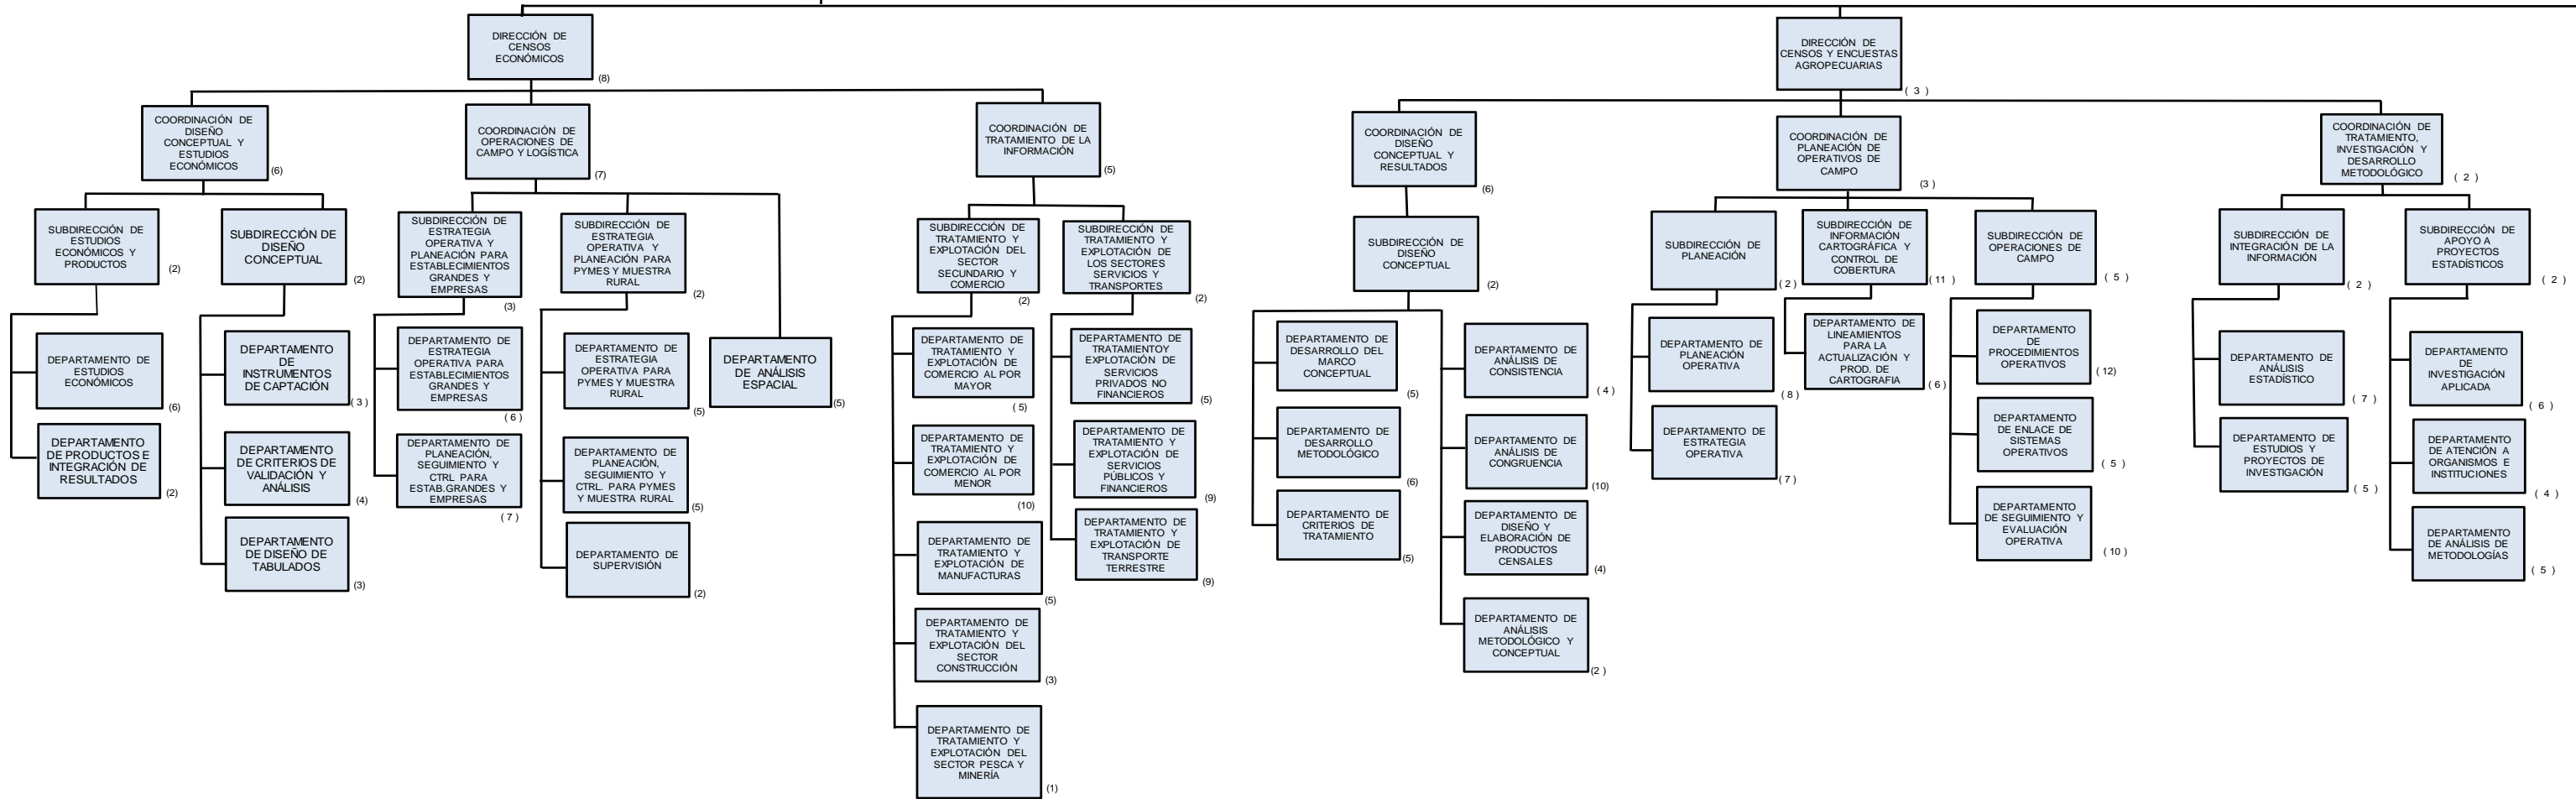 DIRECCIÓN DE
CENSOS
ECONÓMICOS
(8)
DIRECCIÓN DE
CENSOS Y ENCUESTAS
AGROPECUARIAS
( 3 )
COORDINACIÓN DE
DISEÑO
CONCEPTUAL Y
ESTUDIOS
ECONÓMICOS
(6)
COORDINACIÓN DE
OPERACIONES DE
CAMPO Y LOGÍSTICA
(7)
COORDINACIÓN DE
TRATAMIENTO DE LA
INFORMACIÓN
(5)
COORDINACIÓN DE
DISEÑO
CONCEPTUAL Y
RESULTADOS
(6)
COORDINACIÓN DE
PLANEACIÓN DE
OPERATIVOS DE
CAMPO
(3)
COORDINACIÓN DE
TRATAMIENTO,
INVESTIGACIÓN Y
DESARROLLO
METODOLÓGICO
( 2 )
SUBDIRECCIÓN DE
ESTUDIOS
ECONÓMICOS Y
PRODUCTOS
(2)
SUBDIRECCIÓN DE
DISEÑO
CONCEPTUAL
(2)
SUBDIRECCIÓN DE
ESTRATEGIA
OPERATIVA Y
PLANEACIÓN PARA
ESTABLECIMIENTOS
GRANDES Y
EMPRESAS
(3)
SUBDIRECCIÓN DE
ESTRATEGIA
OPERATIVA Y
PLANEACIÓN PARA
PYMES Y MUESTRA
RURAL
(2)
SUBDIRECCIÓN DE
TRATAMIENTO Y
EXPLOTACIÓN DEL
SECTOR
SECUNDARIO Y
COMERCIO
(2)
SUBDIRECCIÓN DE
TRATAMIENTO Y
EXPLOTACIÓN DE
LOS SECTORES
SERVICIOS Y
TRANSPORTES
(2)
SUBDIRECCIÓN DE
DISEÑO
CONCEPTUAL
(2)
SUBDIRECCIÓN DE
PLANEACIÓN
( 2 )
SUBDIRECCIÓN DE
INFORMACIÓN
CARTOGRÁFICA Y
CONTROL DE
COBERTURA
( 11 )
SUBDIRECCIÓN DE
OPERACIONES DE
CAMPO
( 5 )
SUBDIRECCIÓN DE
INTEGRACIÓN DE LA
INFORMACIÓN
( 2 )
SUBDIRECCIÓN DE
APOYO A
PROYECTOS
ESTADÍSTICOS
( 2 )
DEPARTAMENTO DE
ESTUDIOS
ECONÓMICOS
(6)
DEPARTAMENTO
DE PRODUCTOS E
INTEGRACIÓN DE
RESULTADOS
(2)
DEPARTAMENTO
DE
INSTRUMENTOS
DE CAPTACIÓN
( 3 )
DEPARTAMENTO
DE CRITERIOS DE
VALIDACIÓN Y
ANÁLISIS
(4)
DEPARTAMENTO
DE DISEÑO DE
TABULADOS
(3)
DEPARTAMENTO DE
ESTRATEGIA
OPERATIVA PARA
ESTABLECIMIENTOS
GRANDES Y
EMPRESAS
( 6 )
DEPARTAMENTO DE
PLANEACIÓN,
SEGUIMIENTO Y
CTRL PARA
ESTAB.GRANDES Y
EMPRESAS
( 7 )
DEPARTAMENTO DE
ESTRATEGIA
OPERATIVA PARA
PYMES Y MUESTRA
RURAL
(5)
DEPARTAMENTO DE
PLANEACIÓN,
SEGUIMIENTO Y
CTRL. PARA PYMES
Y MUESTRA RURAL
(5)
DEPARTAMENTO DE
SUPERVISIÓN
(2)
DEPARTAMENTO
DE ANÁLISIS
ESPACIAL
(5)
DEPARTAMENTO DE
TRATAMIENTO Y
EXPLOTACIÓN DE
COMERCIO AL POR
MAYOR
( 5)
DEPARTAMENTO DE
TRATAMIENTO Y
EXPLOTACIÓN DE
COMERCIO AL POR
MENOR
(10)
DEPARTAMENTO DE
TRATAMIENTO Y
EXPLOTACIÓN DE
MANUFACTURAS
(5)
DEPARTAMENTO DE
TRATAMIENTO Y
EXPLOTACIÓN DEL
SECTOR
CONSTRUCCIÓN
(3)
DEPARTAMENTO DE
TRATAMIENTO Y
EXPLOTACIÓN DEL
SECTOR PESCA Y
MINERÍA
(1)
DEPARTAMENTO DE
TRATAMIENTOY
EXPLOTACIÓN DE
SERVICIOS
PRIVADOS NO
FINANCIEROS
(5)
DEPARTAMENTO DE
TRATAMIENTO Y
EXPLOTACIÓN DE
SERVICIOS
PÚBLICOS Y
FINANCIEROS
(9)
DEPARTAMENTO DE
TRATAMIENTO Y
EXPLOTACIÓN DE
TRANSPORTE
TERRESTRE
(9)
DEPARTAMENTO DE
DESARROLLO DEL
MARCO
CONCEPTUAL
(5)
DEPARTAMENTO DE
DESARROLLO
METODOLÓGICO
(6)
DEPARTAMENTO DE
CRITERIOS DE
TRATAMIENTO
(5)
DEPARTAMENTO DE
ANÁLISIS DE
CONSISTENCIA
( 4 )
DEPARTAMENTO DE
ANÁLISIS DE
CONGRUENCIA
(10)
DEPARTAMENTO DE
DISEÑO Y
ELABORACIÓN DE
PRODUCTOS
CENSALES
(4)
DEPARTAMENTO DE
ANÁLISIS
METODOLÓGICO Y
CONCEPTUAL
(2 )
DEPARTAMENTO DE
PLANEACIÓN
OPERATIVA
( 8 )
DEPARTAMENTO DE
ESTRATEGIA
OPERATIVA
( 7 )
DEPARTAMENTO DE
LINEAMIENTOS
PARA LA
ACTUALIZACIÓN Y
PROD. DE
CARTOGRAFIA
( 6 )
DEPARTAMENTO
DE
PROCEDIMIENTOS
OPERATIVOS
(12)
DEPARTAMENTO
DE ENLACE DE
SISTEMAS
OPERATIVOS
( 5 )
DEPARTAMENTO
DE SEGUIMIENTO Y
EVALUACIÓN
OPERATIVA
( 10 )
DEPARTAMENTO DE
ANÁLISIS
ESTADÍSTICO
( 7 )
DEPARTAMENTO DE
ESTUDIOS Y
PROYECTOS DE
INVESTIGACIÓN
( 5 )
DEPARTAMENTO
DE
INVESTIGACIÓN
APLICADA
( 6 )
DEPARTAMENTO
DE ATENCIÓN A
ORGANISMOS E
INSTITUCIONES
( 4 )
DEPARTAMENTO
DE ANÁLISIS DE
METODOLOGÍAS
( 5 )